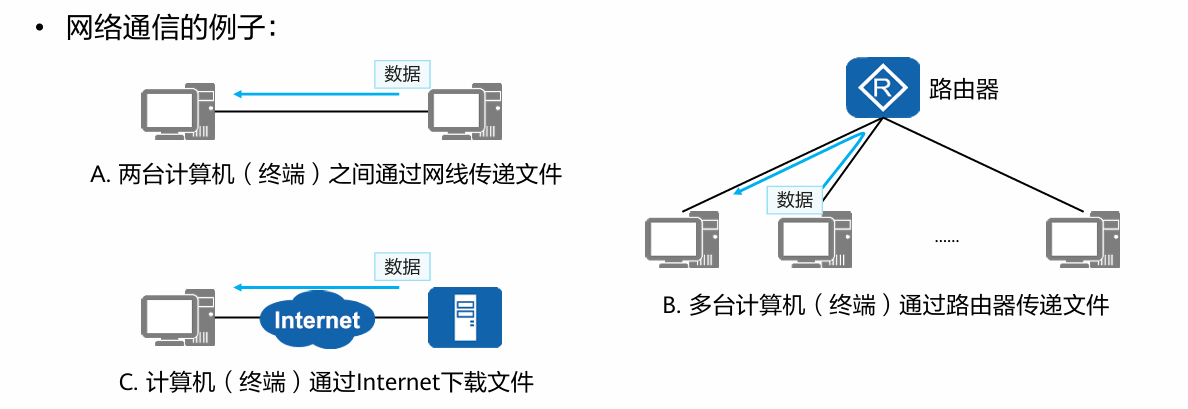 • 网络通信的例子：
数据
A. 两台计算机（终端）之间通过网线传递文件
数据
Internet
C. 计算机（终端）通过Internet下载文件
R
路由器
数据
......
B. 多台计算机（终端）通过路由器传递文件